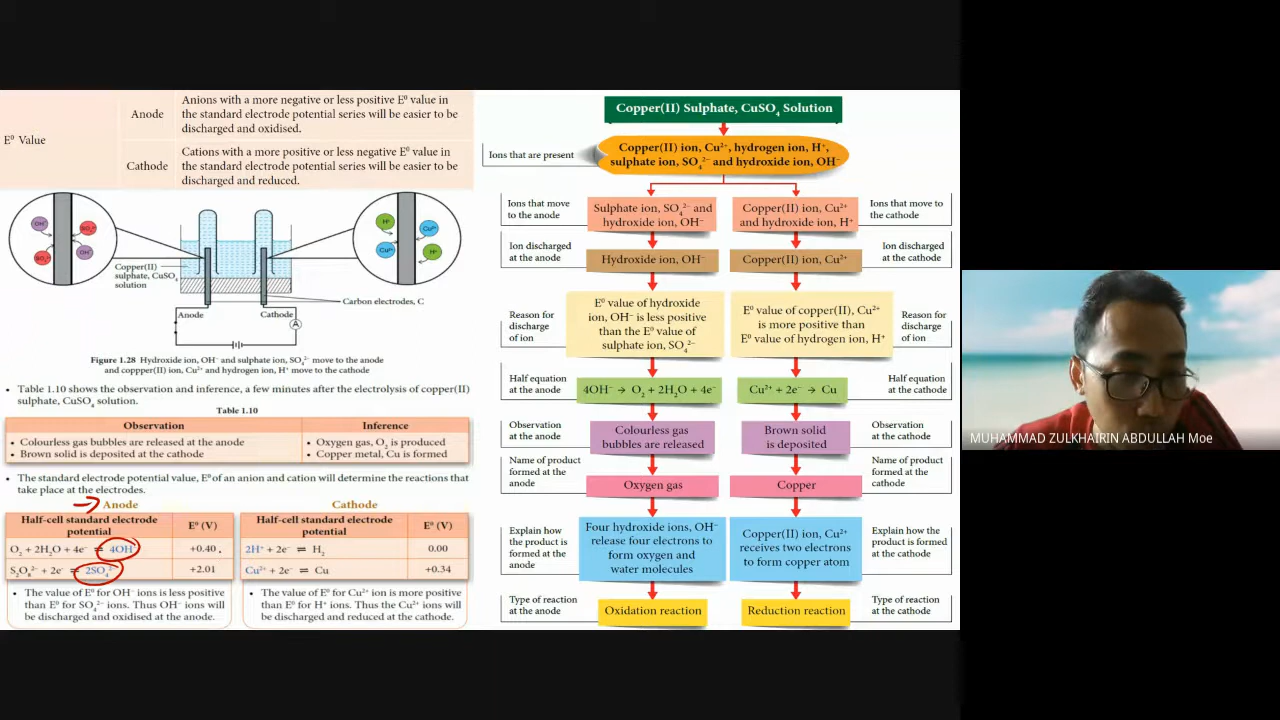 E⁰ Value
Anode
Anions with a more negative or less positive E⁰ value in
the standard electrode potential series will be easier to be
discharged and oxidised.
Cathode
Cations with a more positive or less negative E⁰ value in
the standard electrode potential series will be easier to be
discharged and reduced.
OH⁻
SO₄²⁻
SO₄²⁻
OH⁻
H⁺
Cu²⁺
Cu²⁺
H⁺
Copper(II)
sulphate, CuSO₄
solution
Carbon electrodes, C
Anode
Cathode
A
Figure 1.28 Hydroxide ion, OH⁻ and sulphate ion, SO₄²⁻ move to the anode
and coppper(II) ion, Cu²⁺ and hydrogen ion, H⁺ move to the cathode
• Table 1.10 shows the observation and inference, a few minutes after the electrolysis of copper(II)
sulphate, CuSO₄ solution.
Table 1.10
Observation
Inference
• Colourless gas bubbles are released at the anode
• Oxygen gas, O₂ is produced
• Brown solid is deposited at the cathode
• Copper metal, Cu is formed
• The standard electrode potential value, E⁰ of an anion and cation will determine the reactions that
take place at the electrodes.
Anode
Half-cell standard electrode
potential
E⁰ (V)
O₂ + 2H₂O + 4e⁻ ⇌ 4OH⁻
+0.40
S₂O₈²⁻ + 2e⁻ ⇌ 2SO₄²⁻
+2.01
• The value of E⁰ for OH⁻ ions is less positive
than E⁰ for SO₄²⁻ ions. Thus OH⁻ ions will
be discharged and oxidised at the anode.
Cathode
Half-cell standard electrode
potential
E⁰ (V)
2H⁺ + 2e⁻ ⇌ H₂
0.00
Cu²⁺ + 2e⁻ ⇌ Cu
+0.34
• The value of E⁰ for Cu²⁺ ion is more positive
than E⁰ for H⁺ ions. Thus the Cu²⁺ ions will
be discharged and reduced at the cathode.
Copper(II) Sulphate, CuSO₄ Solution
Ions that are present
Copper(II) ion, Cu²⁺, hydrogen ion, H⁺,
sulphate ion, SO₄²⁻ and hydroxide ion, OH⁻
Ions that move
to the anode
Sulphate ion, SO₄²⁻ and
hydroxide ion, OH⁻
Copper(II) ion, Cu²⁺
and hydroxide ion, H⁺
Ions that move to
the cathode
Ion discharged
at the anode
Hydroxide ion, OH⁻
Copper(II) ion, Cu²⁺
Ion discharged
at the cathode
Reason for
discharge
of ion
E⁰ value of hydroxide
ion, OH⁻ is less positive
than the E⁰ value of
sulphate ion, SO₄²⁻
E⁰ value of copper(II), Cu²⁺
is more positive than
E⁰ value of hydrogen ion, H⁺
Reason for
discharge
of ion
Half equation
at the anode
4OH⁻ → O₂ + 2H₂O + 4e⁻
Cu²⁺ + 2e⁻ → Cu
Half equation
at the cathode
Observation
at the anode
Colourless gas
bubbles are released
Brown solid
is deposited
Observation
at the cathode
Name of product
formed at the
anode
Oxygen gas
Copper
Name of product
formed at the
cathode
Explain how the
product is
formed at the
anode
Four hydroxide ions, OH⁻
release four electrons to
form oxygen and
water molecules
Copper(II) ion, Cu²⁺
receives two electrons
to form copper atom
Explain how the
product is formed
at the cathode
Type of reaction
at the anode
Oxidation reaction
Reduction reaction
Type of reaction
at the cathode
MUHAMMAD ZULKHAIRIN ABDULLAH Moe